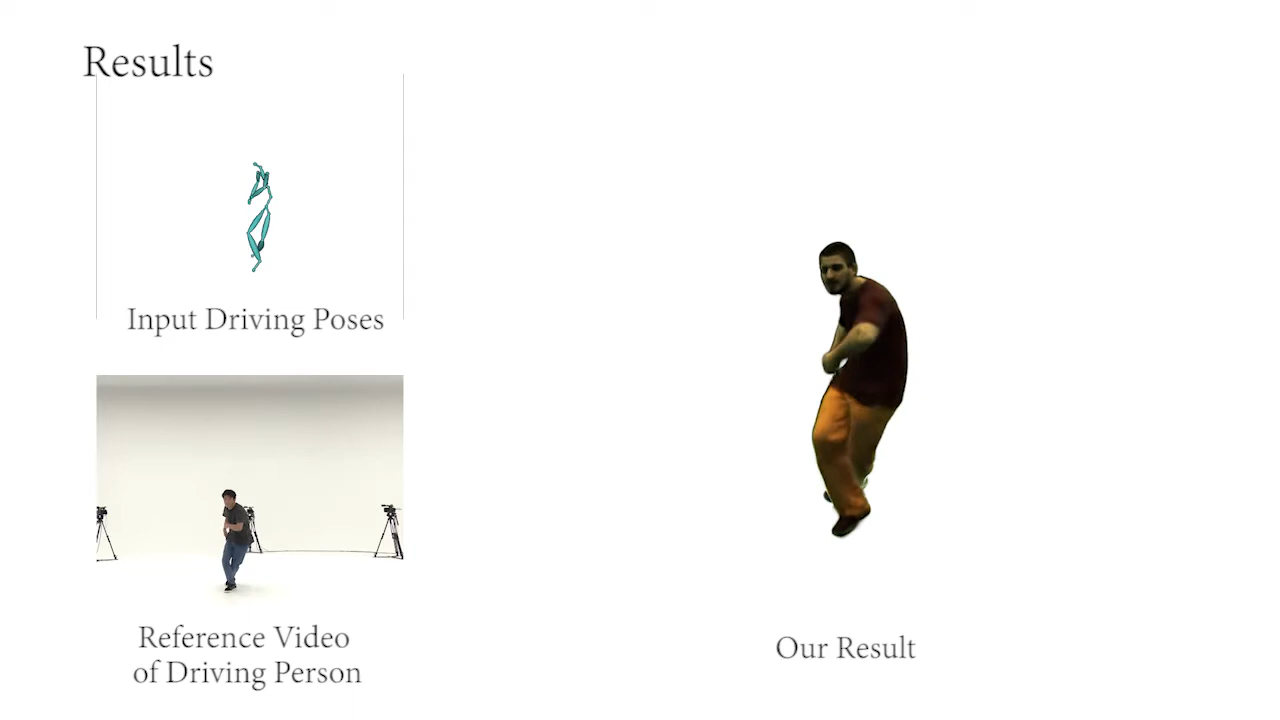 Results
Input Driving Poses
Reference Video
of Driving Person
Our Result